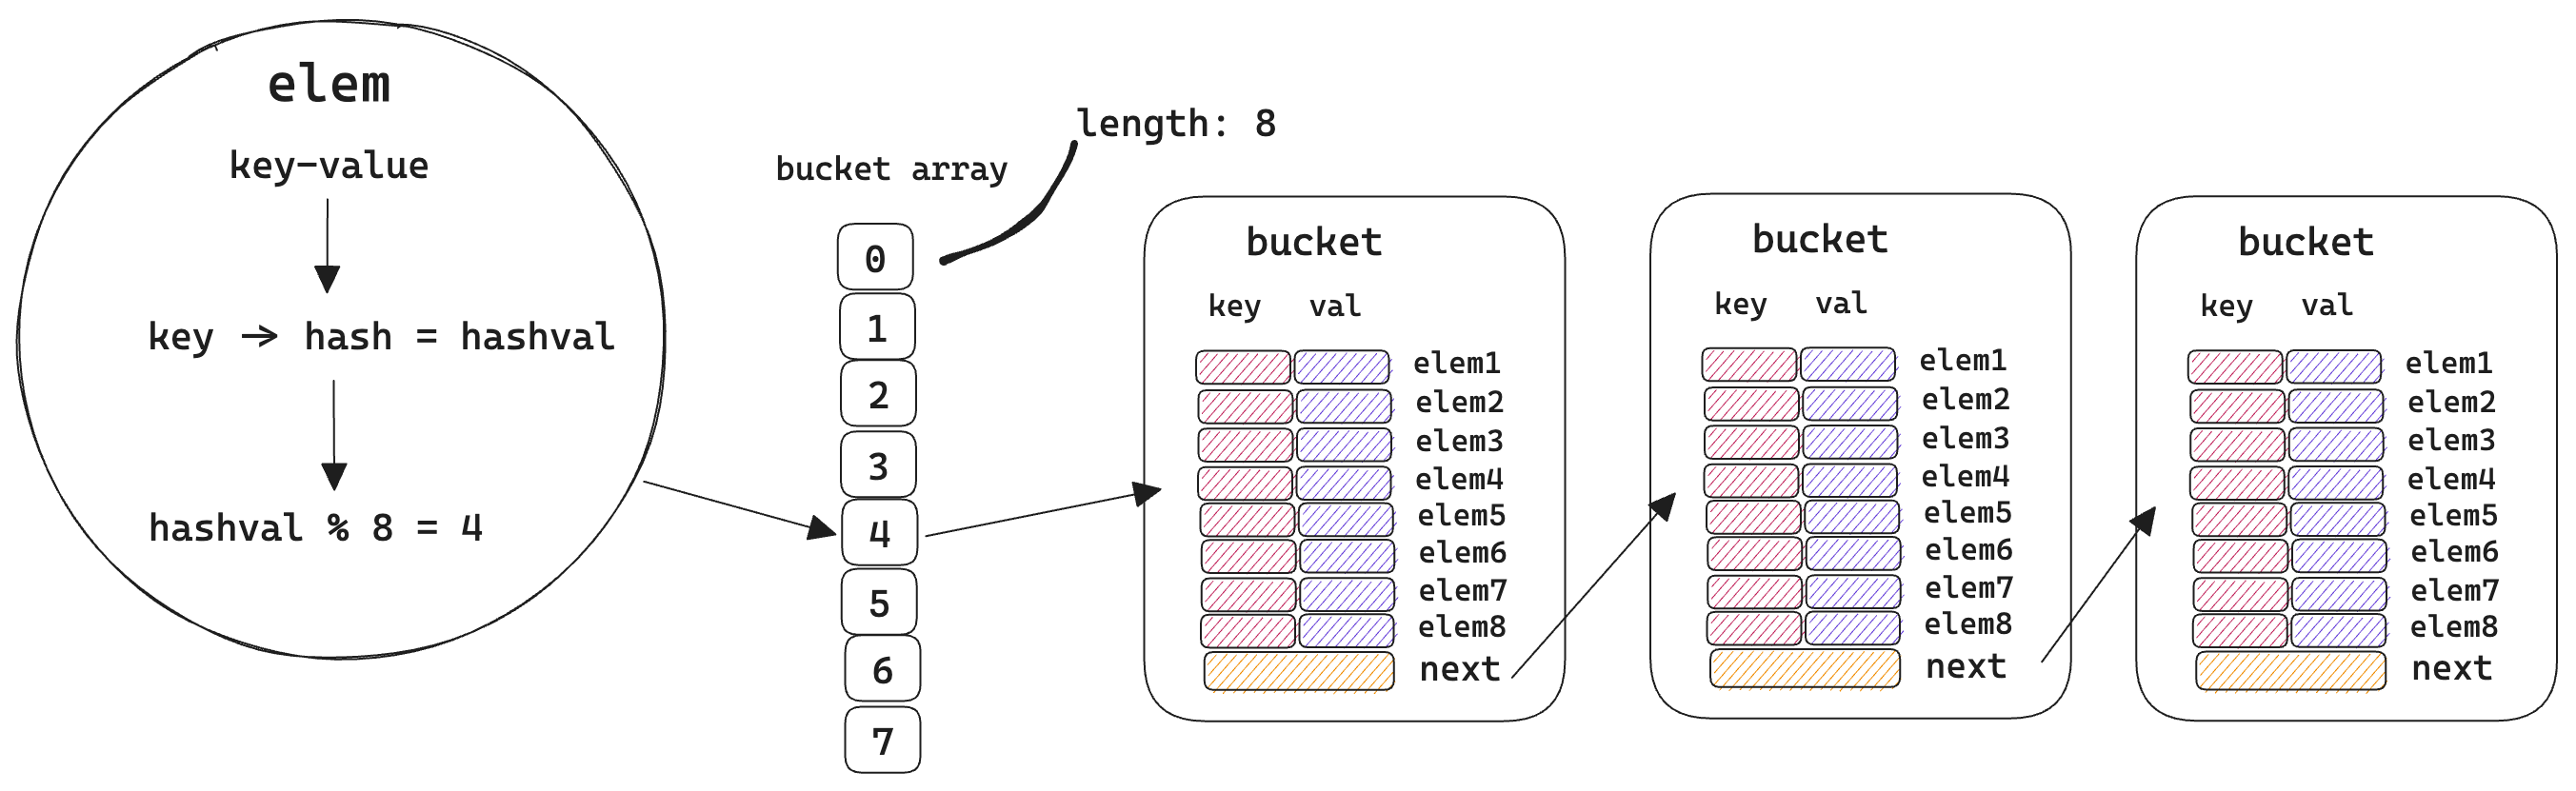 elem
key-value
key -> hash = hashval
hashval % 8 = 4
bucket array
length: 8
0
1
2
3
4
5
6
7
bucket
key val
elem1
elem2
elem3
elem4
elem5
elem6
elem7
elem8
next
bucket
key val
elem1
elem2
elem3
elem4
elem5
elem6
elem7
elem8
next
bucket
key val
elem1
elem2
elem3
elem4
elem5
elem6
elem7
elem8
next